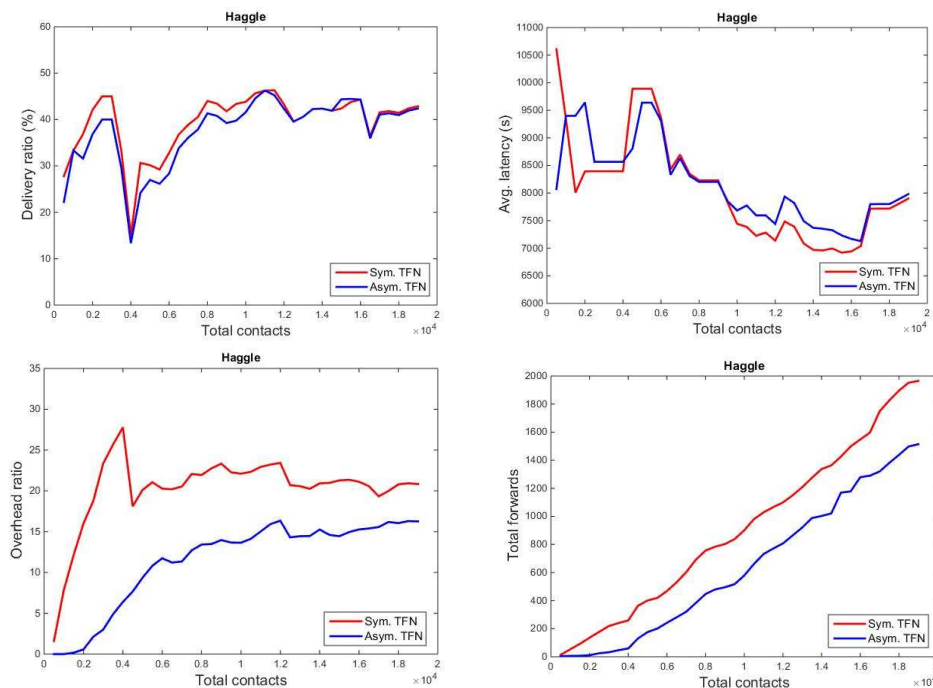 Haggle
60
50
40
30
20
10
0
Delivery ratio (%)
Sym. TFN
Asym. TFN
0 0.2 0.4 0.6 0.8 1 1.2 1.4 1.6 1.8 2
Total contacts
×10⁴
Haggle
11000
10500
10000
9500
9000
8500
8000
7500
7000
6500
6000
Avg. latency (s)
Sym. TFN
Asym. TFN
0 0.2 0.4 0.6 0.8 1 1.2 1.4 1.6 1.8 2
Total contacts
×10⁴
Haggle
35
30
25
20
15
10
5
0
Overhead ratio
Sym. TFN
Asym. TFN
0 0.2 0.4 0.6 0.8 1 1.2 1.4 1.6 1.8 2
Total contacts
×10⁴
Haggle
2000
1800
1600
1400
1200
1000
800
600
400
200
0
Total forwards
Sym. TFN
Asym. TFN
0 0.2 0.4 0.6 0.8 1 1.2 1.4 1.6 1.8 2
Total contacts